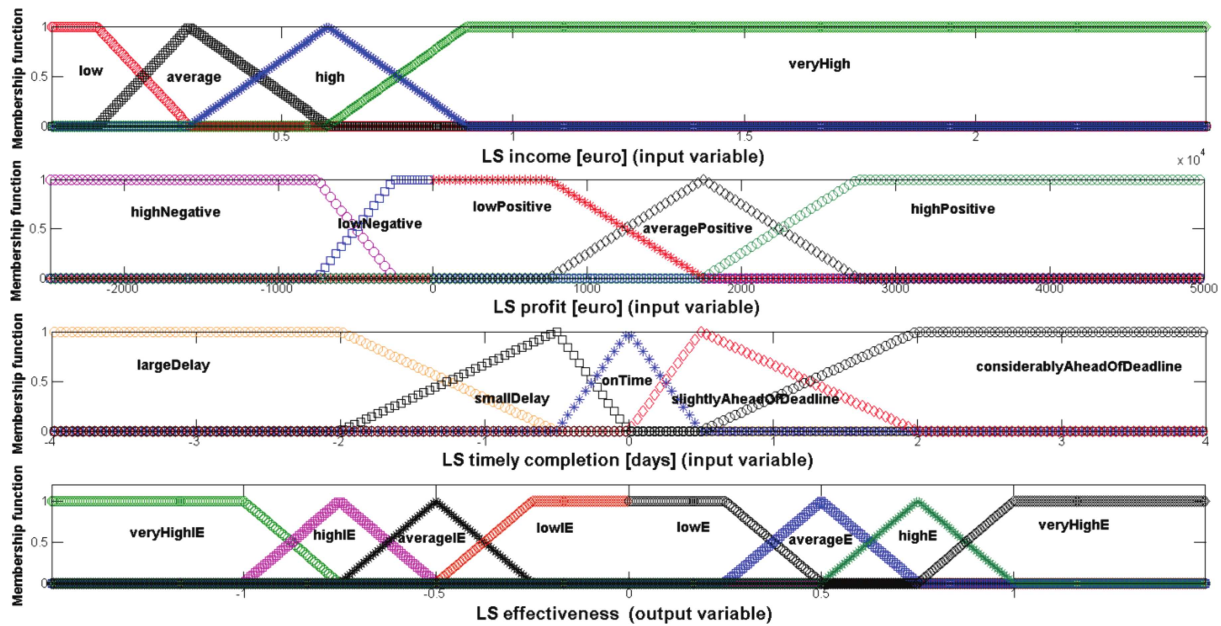 Membership function
1
0.5
0
low
average
high
veryHigh
0.5
1
1.5
2
LS income [euro] (input variable)
x 10^4
Membership function
1
0.5
0
highNegative
lowNegative
lowPositive
averagePositive
highPositive
-2000
-1000
0
1000
2000
3000
4000
5000
LS profit [euro] (input variable)
Membership function
1
0.5
0
largeDelay
smallDelay
onTime
slightlyAheadOfDeadline
considerablyAheadOfDeadline
-4
-3
-2
-1
0
1
2
3
4
LS timely completion [days] (input variable)
Membership function
1
0.5
0
veryHighIE
highIE
averageIE
lowIE
lowE
averageE
highE
veryHighE
-1
-0.5
0
0.5
1
LS effectiveness (output variable)